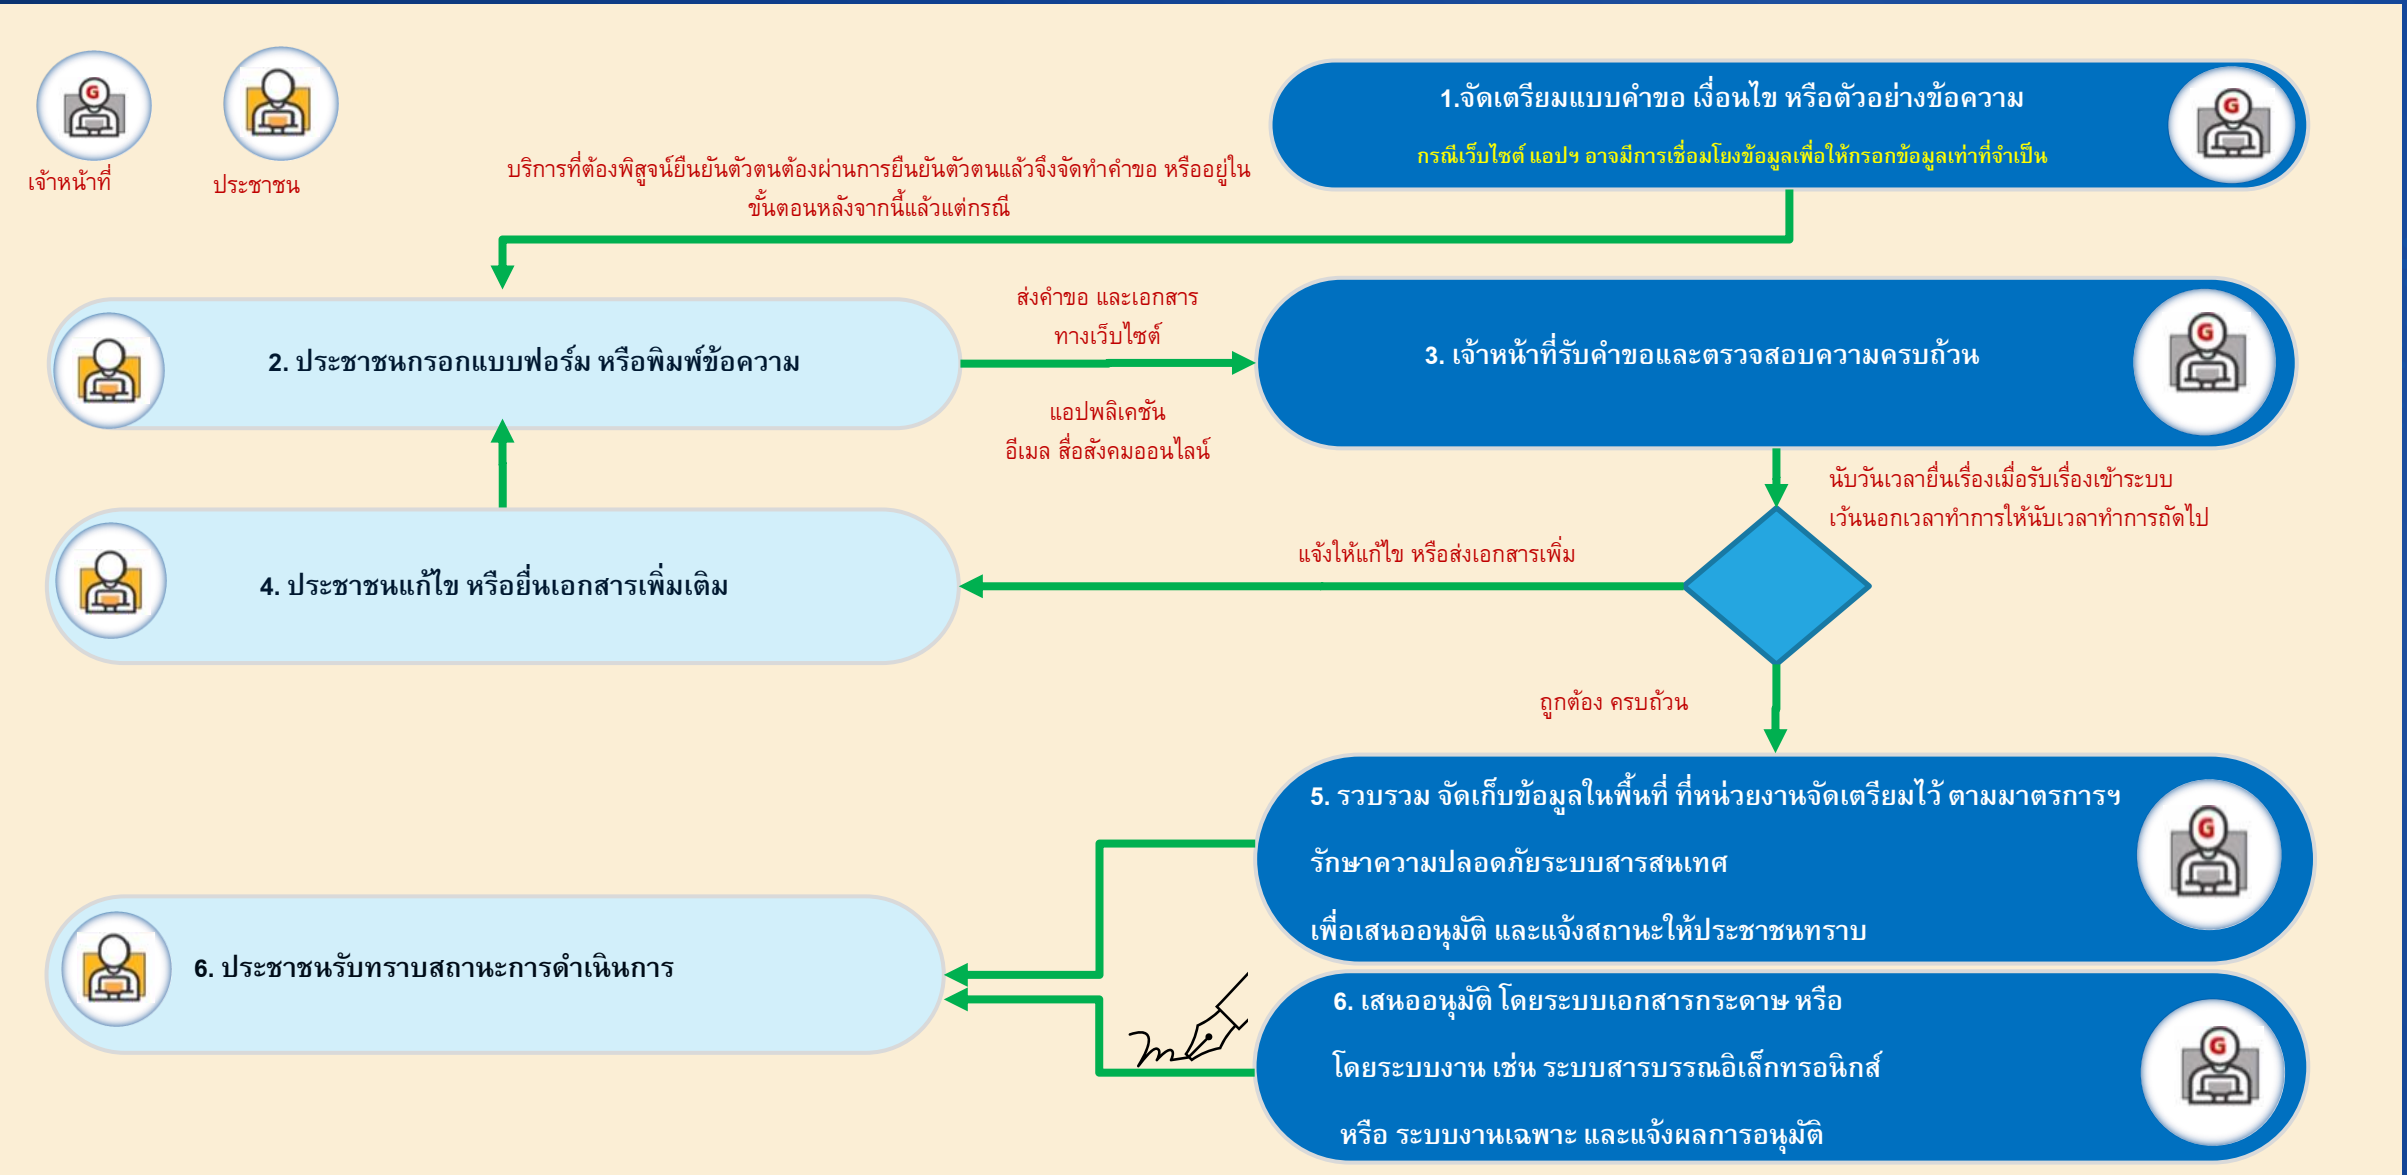 เจ้าหน้าที่
ประชาชน
1.จัดเตรียมแบบคำขอ เงื่อนไข หรือตัวอย่างข้อความ
กรณีเว็บไซต์ แอปฯ อาจมีการเชื่อมโยงข้อมูลเพื่อให้กรอกข้อมูลเท่าที่จำเป็น
บริการที่ต้องพิสูจน์ยืนยันตัวตนต้องผ่านการยืนยันตัวตนแล้วจึงจัดทำคำขอ หรืออยู่ใน
ขั้นตอนหลังจากนี้แล้วแต่กรณี
2. ประชาชนกรอกแบบฟอร์ม หรือพิมพ์ข้อความ
ส่งคำขอ และเอกสาร
ทางเว็บไซต์
แอปพลิเคชัน
อีเมล สื่อสังคมออนไลน์
3. เจ้าหน้าที่รับคำขอและตรวจสอบความครบถ้วน
นับวันเวลายื่นเรื่องเมื่อรับเรื่องเข้าระบบ
เว้นนอกเวลาทำการให้นับเวลาทำการถัดไป
แจ้งให้แก้ไข หรือส่งเอกสารเพิ่ม
4. ประชาชนแก้ไข หรือยื่นเอกสารเพิ่มเติม
ถูกต้อง ครบถ้วน
5. รวบรวม จัดเก็บข้อมูลในพื้นที่ ที่หน่วยงานจัดเตรียมไว้ ตามมาตรการฯ
รักษาความปลอดภัยระบบสารสนเทศ
เพื่อเสนออนุมัติ และแจ้งสถานะให้ประชาชนทราบ
6. ประชาชนรับทราบสถานะการดำเนินการ
6. เสนออนุมัติ โดยระบบเอกสารกระดาษ หรือ
โดยระบบงาน เช่น ระบบสารบรรณอิเล็กทรอนิกส์
หรือ ระบบงานเฉพาะ และแจ้งผลการอนุมัติ